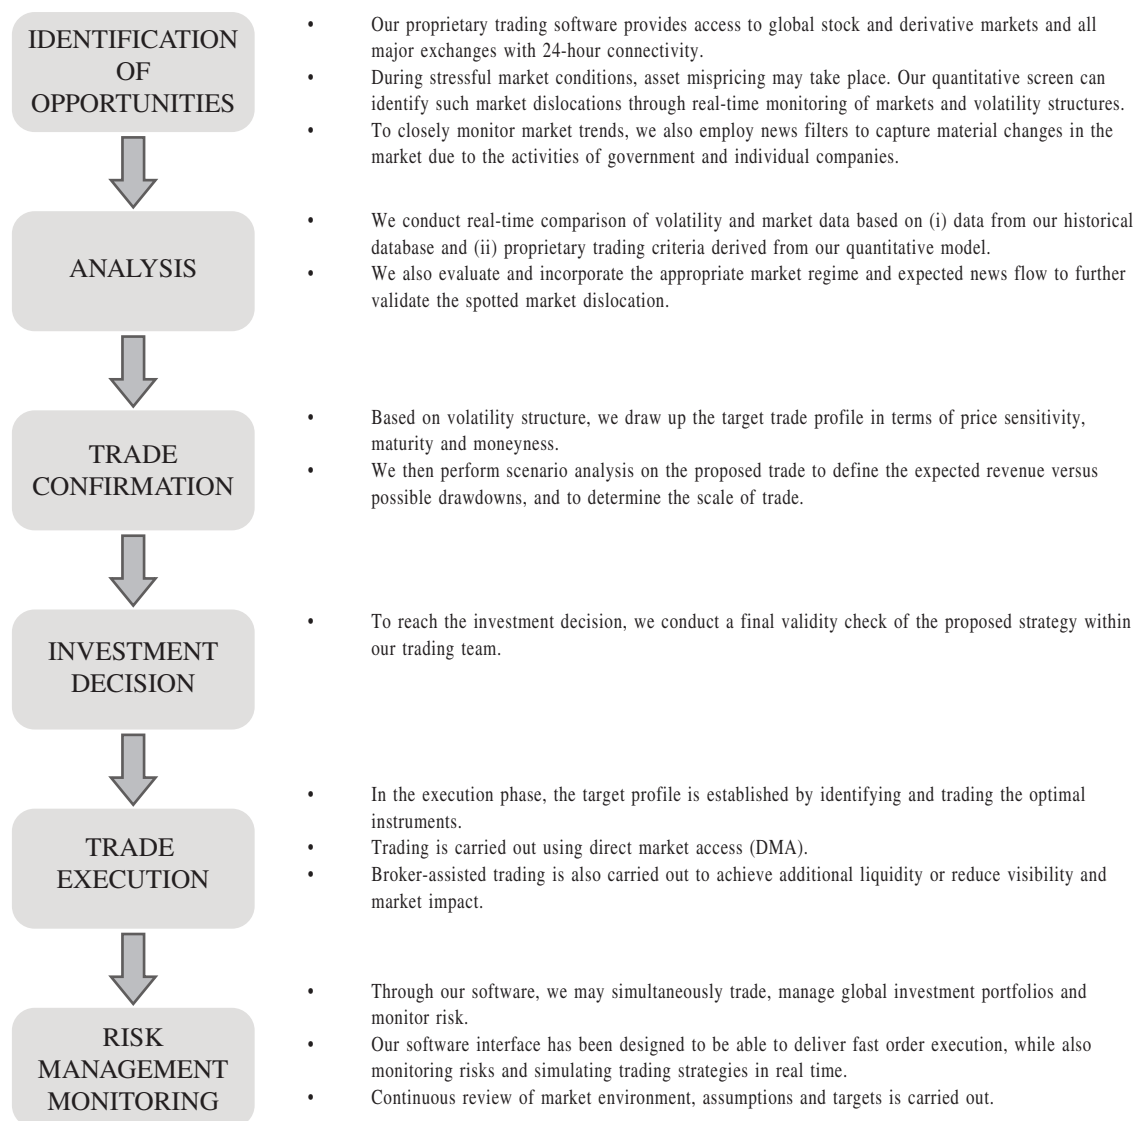 IDENTIFICATION
OF
OPPORTUNITIES
• Our proprietary trading software provides access to global stock and derivative markets and all
major exchanges with 24-hour connectivity.
• During stressful market conditions, asset mispricing may take place. Our quantitative screen can
identify such market dislocations through real-time monitoring of markets and volatility structures.
• To closely monitor market trends, we also employ news filters to capture material changes in the
market due to the activities of government and individual companies.
ANALYSIS
• We conduct real-time comparison of volatility and market data based on (i) data from our historical
database and (ii) proprietary trading criteria derived from our quantitative model.
• We also evaluate and incorporate the appropriate market regime and expected news flow to further
validate the spotted market dislocation.
TRADE
CONFIRMATION
• Based on volatility structure, we draw up the target trade profile in terms of price sensitivity,
maturity and moneyness.
• We then perform scenario analysis on the proposed trade to define the expected revenue versus
possible drawdowns, and to determine the scale of trade.
INVESTMENT
DECISION
• To reach the investment decision, we conduct a final validity check of the proposed strategy within
our trading team.
TRADE
EXECUTION
• In the execution phase, the target profile is established by identifying and trading the optimal
instruments.
• Trading is carried out using direct market access (DMA).
• Broker-assisted trading is also carried out to achieve additional liquidity or reduce visibility and
market impact.
RISK
MANAGEMENT
MONITORING
• Through our software, we may simultaneously trade, manage global investment portfolios and
monitor risk.
• Our software interface has been designed to be able to deliver fast order execution, while also
monitoring risks and simulating trading strategies in real time.
• Continuous review of market environment, assumptions and targets is carried out.